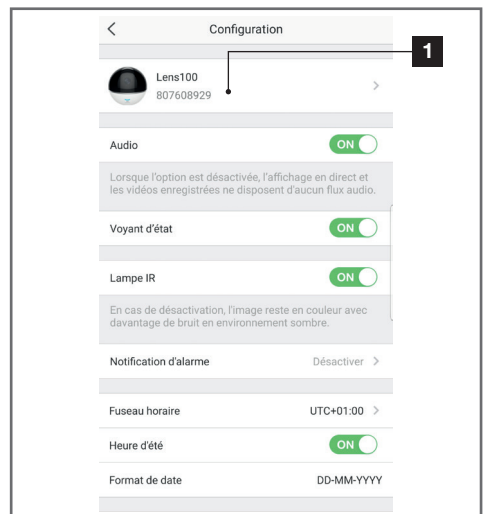 Configuration
1
Lens100
807608929
Audio
ON
Lorsque l'option est désactivée, l'affichage en direct et
les vidéos enregistrées ne disposent d'aucun flux audio.
Voyant d'état
ON
Lampe IR
ON
En cas de désactivation, l'image reste en couleur avec
davantage de bruit en environnement sombre.
Notification d'alarme
Désactiver
Fuseau horaire
UTC+01:00
Heure d'été
ON
Format de date
DD-MM-YYYY